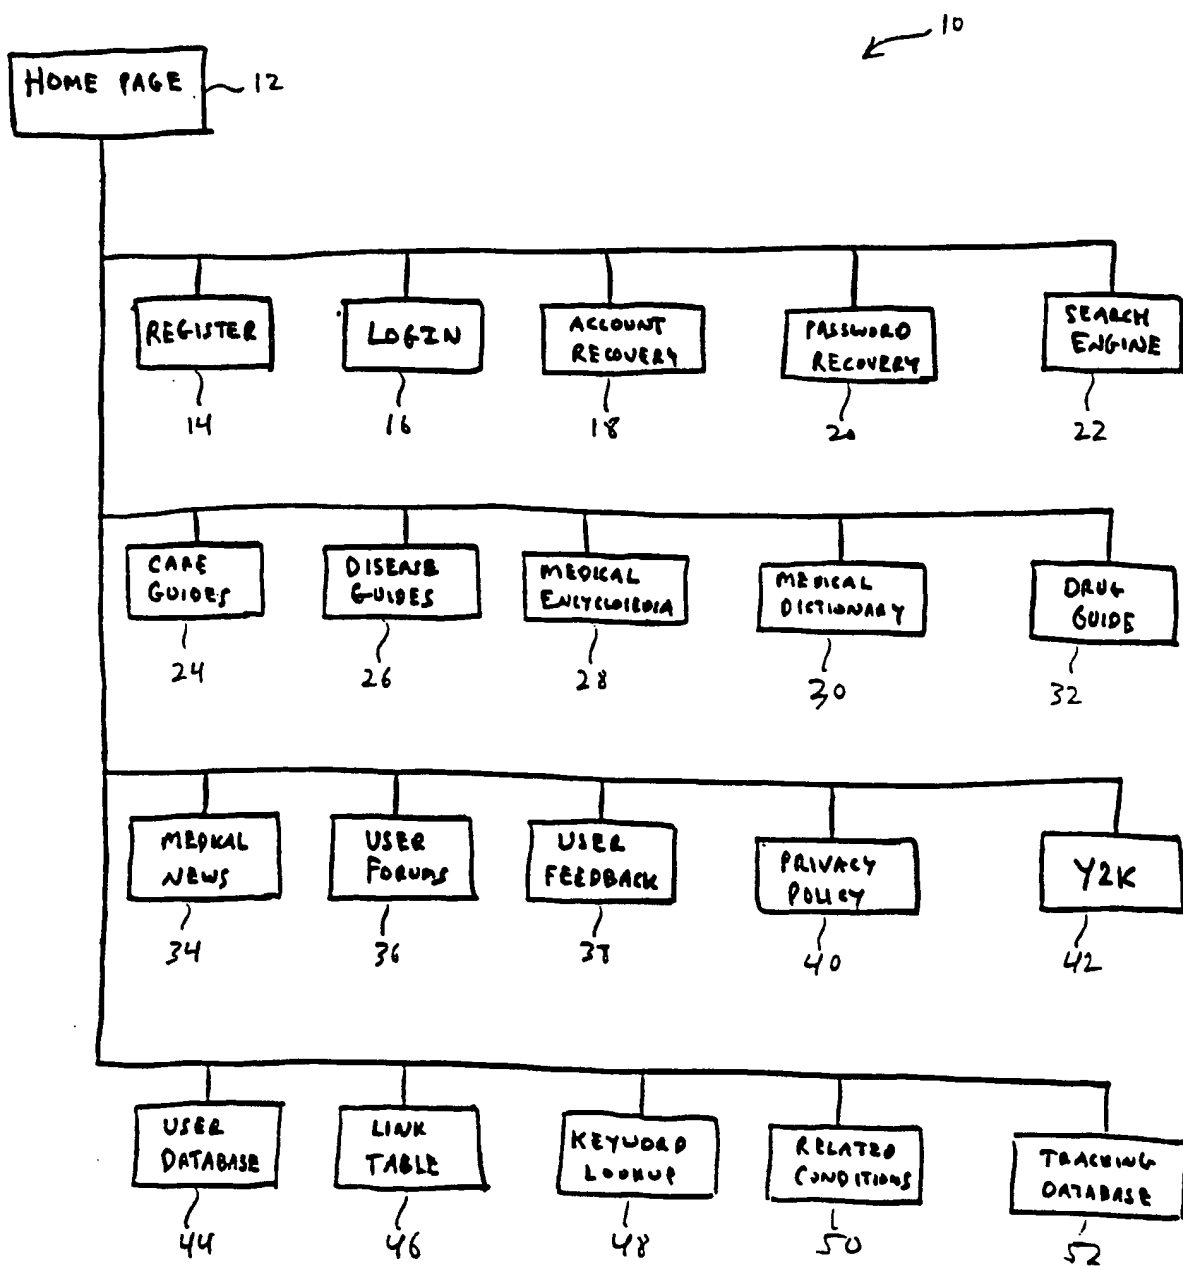 10
HOME PAGE
12
REGISTER
LOGIN
ACCOUNT
RECOVERY
PASSWORD
RECOVERY
SEARCH
ENGINE
14
16
18
20
22
CARE
GUIDES
DISEASE
GUIDES
MEDICAL
ENCYCLOPEDIA
MEDICAL
DICTIONARY
DRUG
GUIDE
24
26
28
30
32
MEDICAL
NEWS
USER
FORUMS
USER
FEEDBACK
PRIVACY
POLICY
Y2K
34
36
38
40
42
USER
DATABASE
LINK
TABLE
KEYWORD
LOOKUP
RELATED
CONDITIONS
TRACKING
DATABASE
44
46
48
50
52